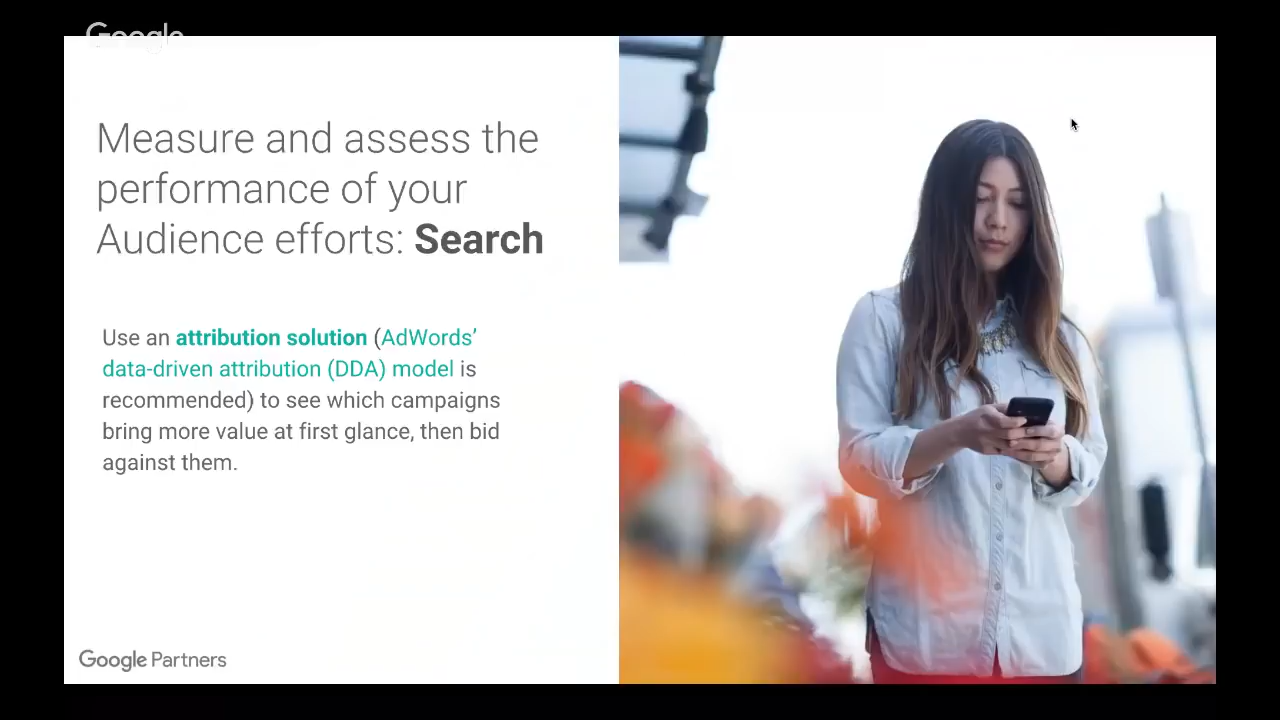 Google
Measure and assess the
performance of your
Audience efforts: Search
Use an attribution solution (AdWords’
data-driven attribution (DDA) model is
recommended) to see which campaigns
bring more value at first glance, then bid
against them.
Google Partners